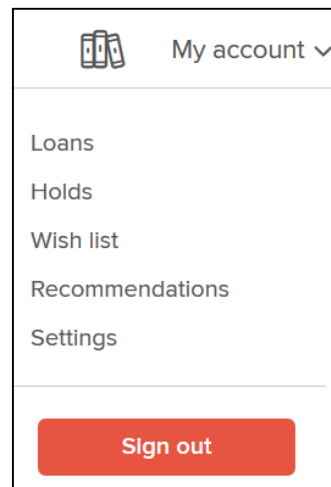 My account
Loans
Holds
Wish list
Recommendations
Settings
Sign out